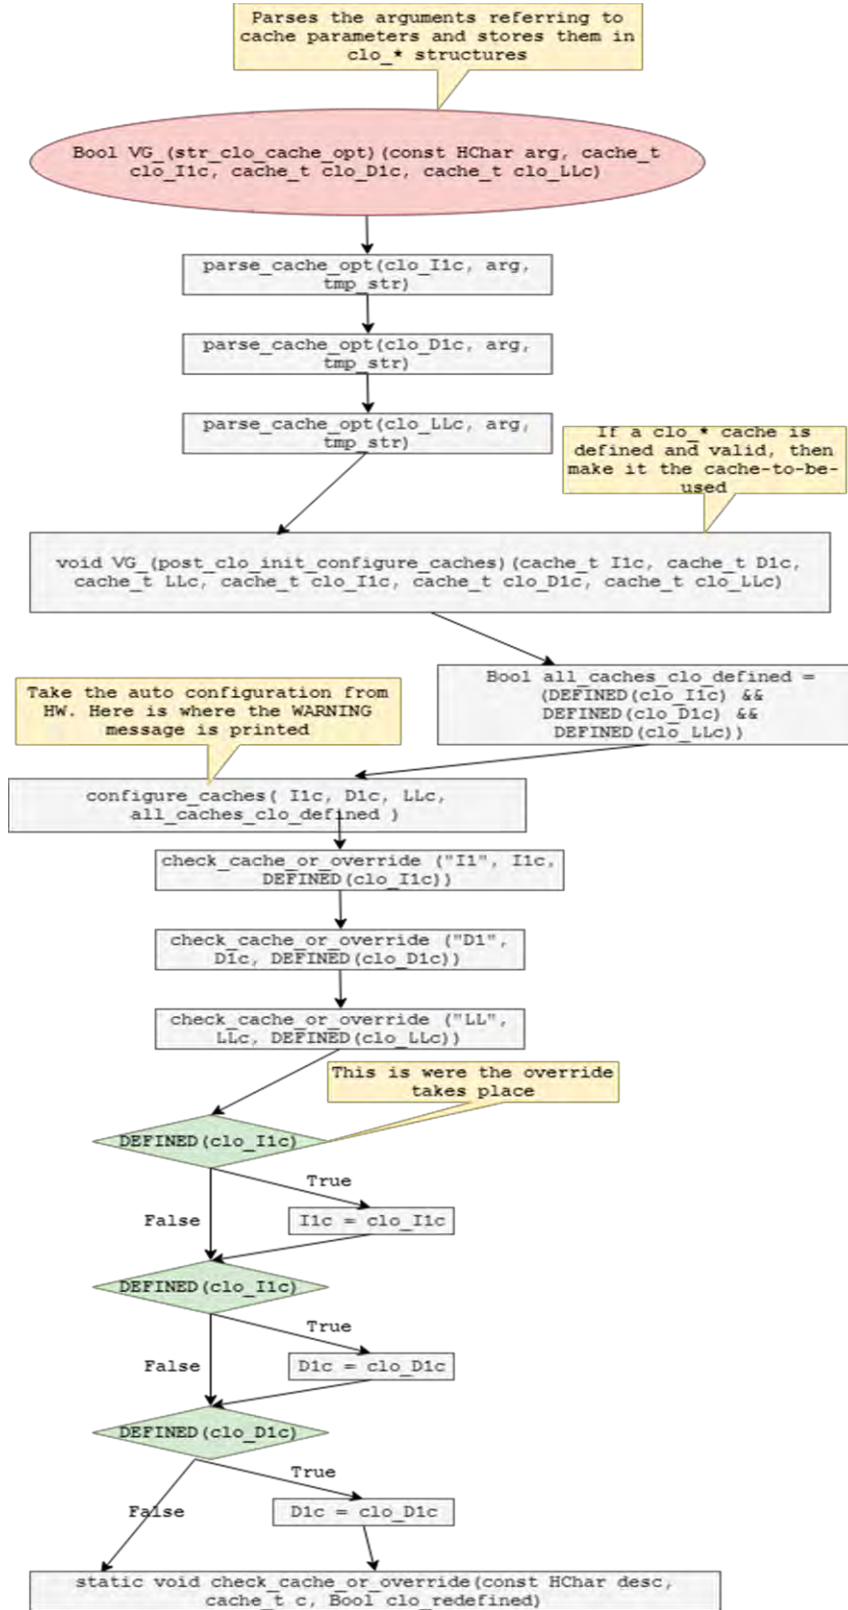 Parses the arguments referring to
cache parameters and stores them in
clo_* structures
Bool VG_(str_clo_cache_opt)(const HChar arg, cache_t
clo_I1c, cache_t clo_D1c, cache_t clo_LLc)
parse_cache_opt(clo_I1c, arg,
tmp_str)
parse_cache_opt(clo_D1c, arg,
tmp_str)
parse_cache_opt(clo_LLc, arg,
tmp_str)
If a clo_* cache is
defined and valid, then
make it the cache-to-be-
used
void VG_(post_clo_init_configure_caches)(cache_t I1c, cache_t D1c,
cache_t LLc, cache_t clo_I1c, cache_t clo_D1c, cache_t clo_LLc)
Bool all_caches_clo_defined =
(DEFINED(clo_I1c) &&
DEFINED(clo_D1c) &&
DEFINED(clo_LLc))
Take the auto configuration from
HW. Here is where the WARNING
message is printed
configure_caches( I1c, D1c, LLc,
all_caches_clo_defined )
check_cache_or_override ("I1", I1c,
DEFINED(clo_I1c))
check_cache_or_override ("D1",
D1c, DEFINED(clo_D1c))
check_cache_or_override ("LL",
LLc, DEFINED(clo_LLc))
This is were the override
takes place
DEFINED(clo_I1c)
True
False
I1c = clo_I1c
DEFINED(clo_I1c)
True
False
D1c = clo_D1c
DEFINED(clo_D1c)
True
False
D1c = clo_D1c
static void check_cache_or_override(const HChar desc,
cache_t c, Bool clo_redefined)